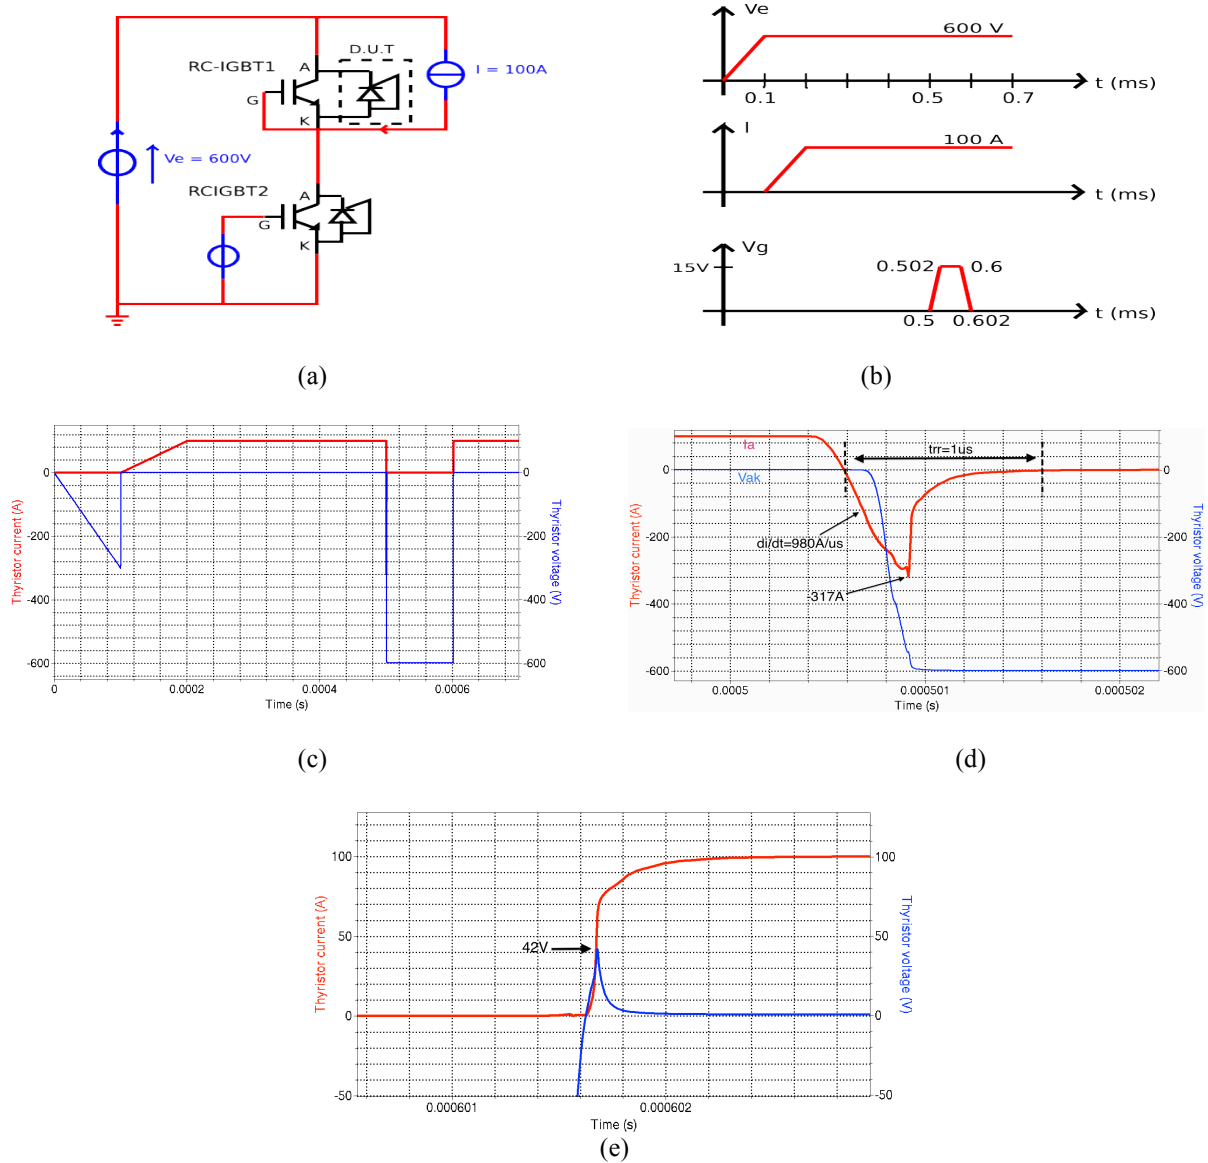 D.U.T
RC-IGBT1
A
G
K
I = 100A
Ve = 600V
RCIGBT2
A
G
K
(a)
Ve
600 V
0.1
0.5
0.7
t (ms)
I
100 A
t (ms)
Vg
15V
0.502
0.6
0.5
0.602
t (ms)
(b)
Thyristor current (A)
0
-200
-400
-600
0
-200
-400
-600
Thyristor voltage (V)
0
0.0002
0.0004
0.0006
Time (s)
(c)
Thyristor current (A)
0
-200
-400
-600
Ia
Vak
trr=1us
di/dt=980A/us
-317A
0
-200
-400
-600
Thyristor voltage (V)
0.0005
0.000501
0.000502
Time (s)
(d)
Thyristor current (A)
100
50
0
-50
42V
100
50
0
-50
Thyristor voltage (V)
0.000601
0.000602
Time (s)
(e)